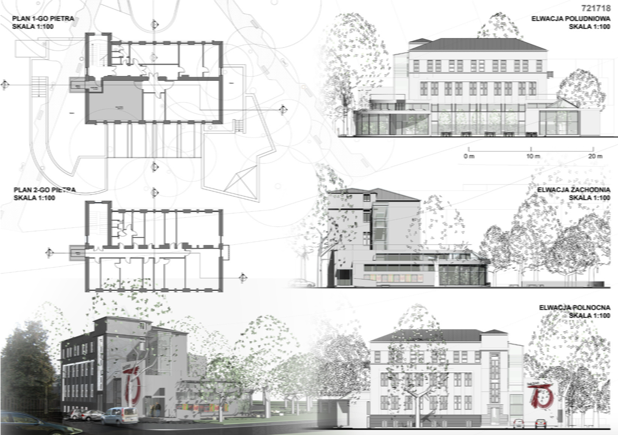 721718
PLAN 1-GO PIETRA
SKALA 1:100
ELWACJA POŁUDNIOWA
SKALA 1:100
0 m 10 m 20 m
PLAN 2-GO PIETRA
SKALA 1:100
ELWACJA ZACHODNIA
SKALA 1:100
ELWACJA POLNOCNA
SKALA 1:100